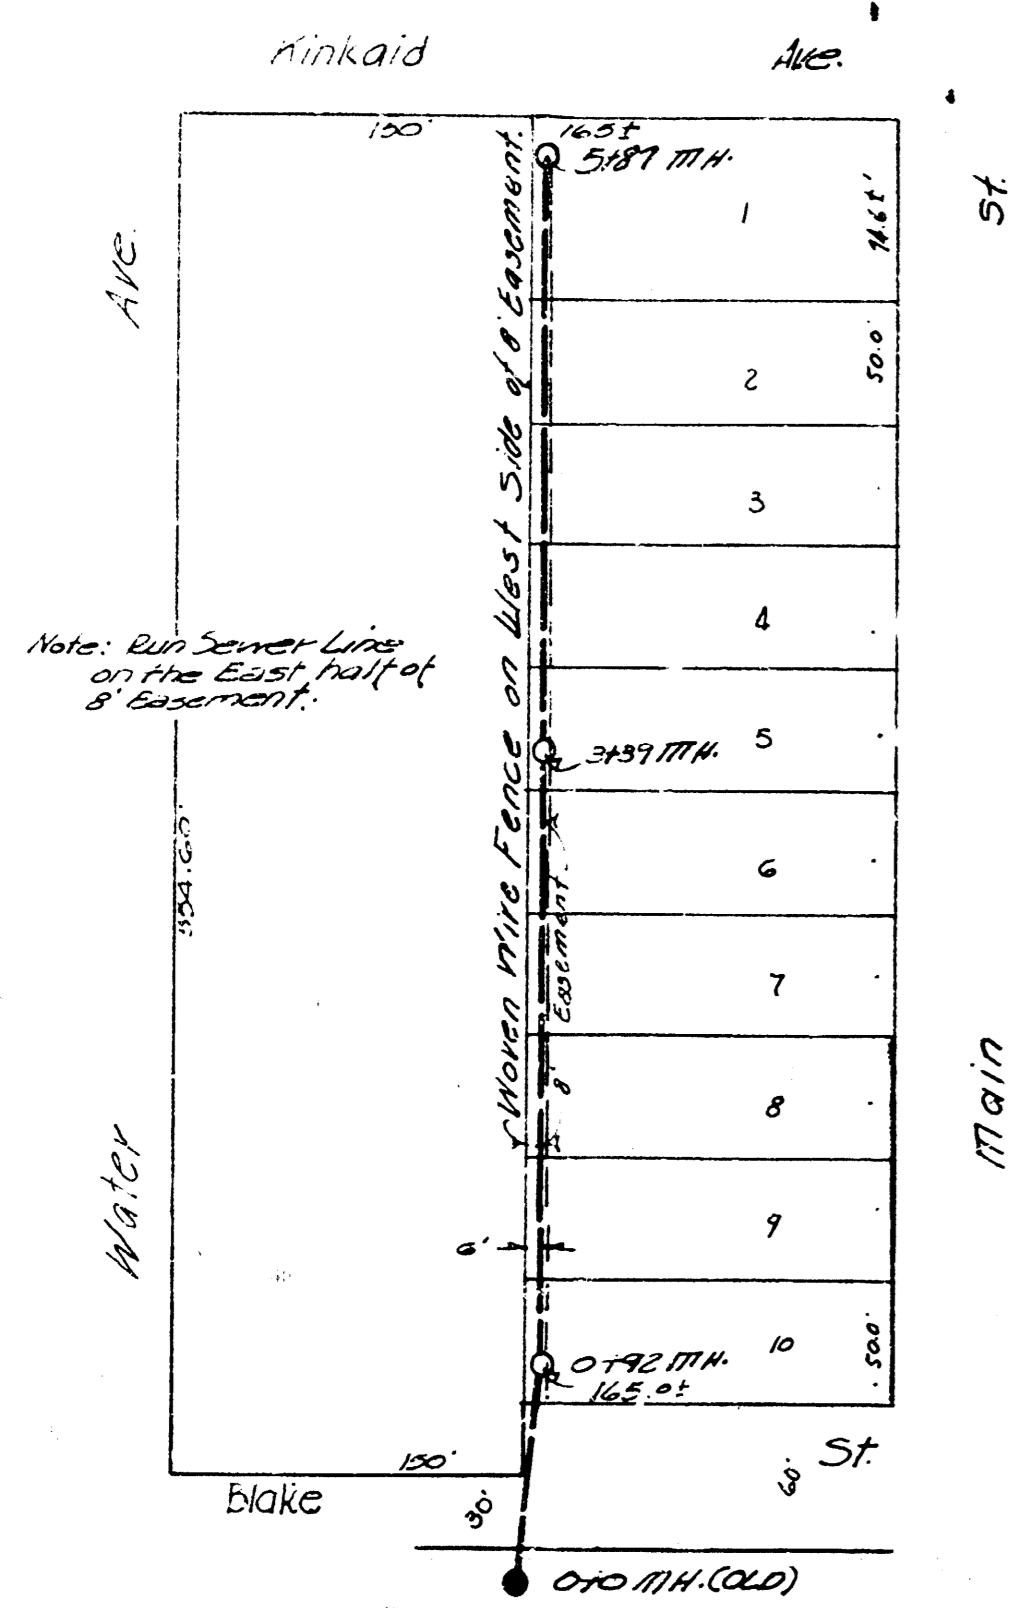 Kinkaid Ave.
150'
165±
5+87 MH.
St.
Ave.
1
74.6±'
50.0'
2
Woven Wire Fence on West Side of 8' Easement.
3
4
Note: Run Sewer Line
on the East half of
8' Easement.
5
3+39 MH.
6
554.60'
8' Easement
7
8
Main
Water
9
6'
10
50.0'
0+92 MH.
165.0±
150'
St.
Blake
30'
60'
0+0 MH. (OLD)